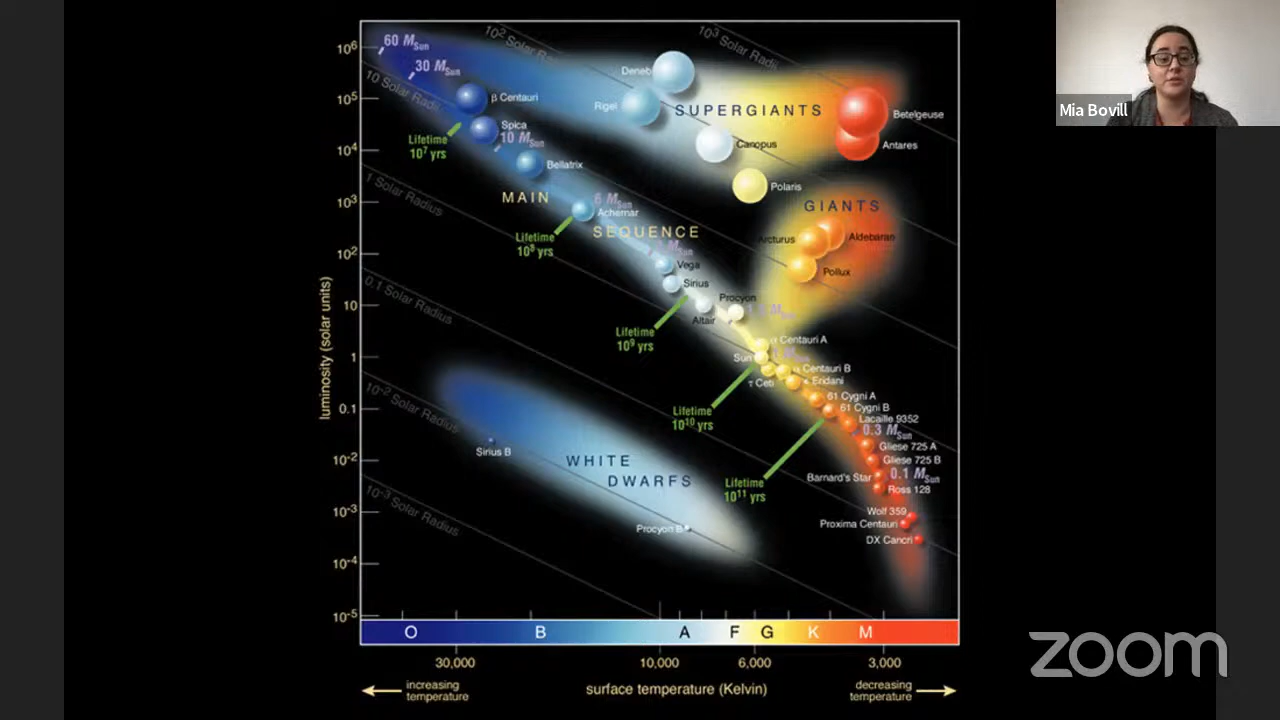 Mia Bovill
10² Solar Radii
10³ Solar Radii
10⁶
60 M_Sun
30 M_Sun
Deneb
10 Solar Radii
10⁵
β Centauri
Rigel
SUPERGIANTS
Betelgeuse
Spica
Lifetime
10⁷ yrs
10 M_Sun
Canopus
Antares
10⁴
Bellatrix
1 Solar Radius
Polaris
MAIN
6 M_Sun
10³
Achernar
GIANTS
Lifetime
10⁸ yrs
SEQUENCE
Arcturus
Aldebaran
M_Sun
10²
Vega
Pollux
0.1 Solar Radius
Sirius
Procyon
10
Altair
Lifetime
10⁹ yrs
α Centauri A
luminosity (solar units)
1
Sun
α Centauri B
τ Ceti
ε Eridani
10⁻² Solar Radius
61 Cygni A
0.1
61 Cygni B
Lifetime
10¹⁰ yrs
Lacaille 9352
0.3 M_Sun
Gliese 725 A
Sirius B
WHITE
DWARFS
10⁻²
Gliese 725 B
Barnard's Star
0.1 M_Sun
Lifetime
10¹¹ yrs
Ross 128
10⁻³ Solar Radius
10⁻³
Wolf 359
Procyon B
Proxima Centauri
DX Cancri
10⁻⁴
10⁻⁵
O B A F G K M
30,000 10,000 6,000 3,000
increasing
temperature
surface temperature (Kelvin)
decreasing
temperature
zoom